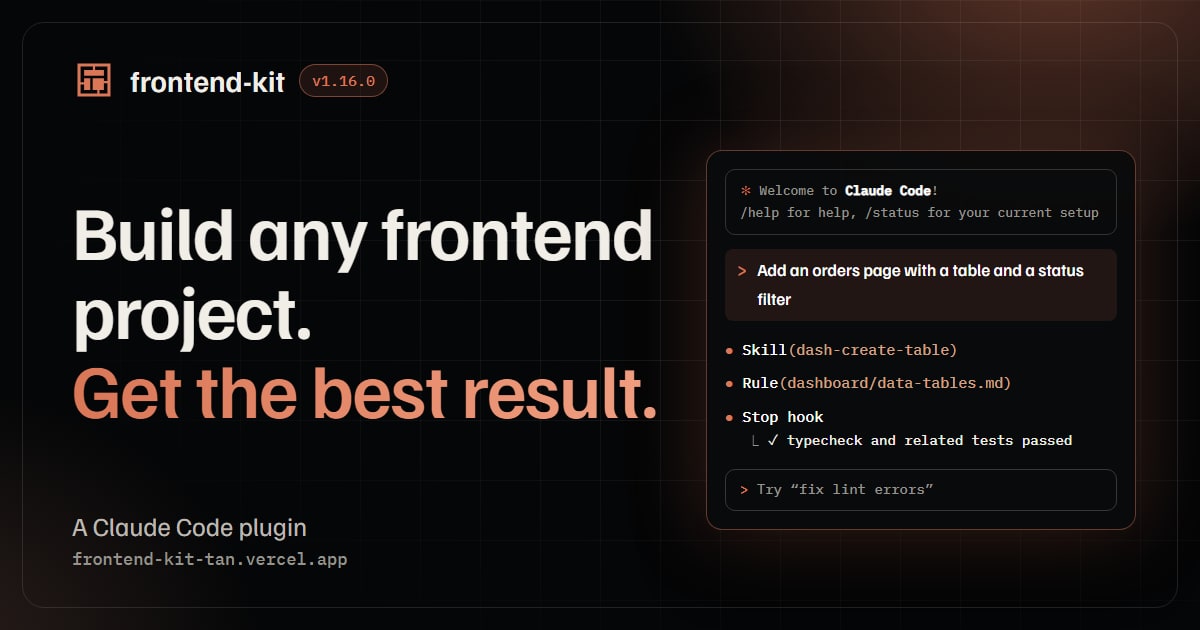 frontend-kit v1.16.0
Build any frontend
project.
Get the best result.
A Claude Code plugin
frontend-kit-tan.vercel.app
✻ Welcome to Claude Code!
/help for help, /status for your current setup
> Add an orders page with a table and a status
filter
● Skill(dash-create-table)
● Rule(dashboard/data-tables.md)
● Stop hook
└ ✓ typecheck and related tests passed
> Try “fix lint errors”